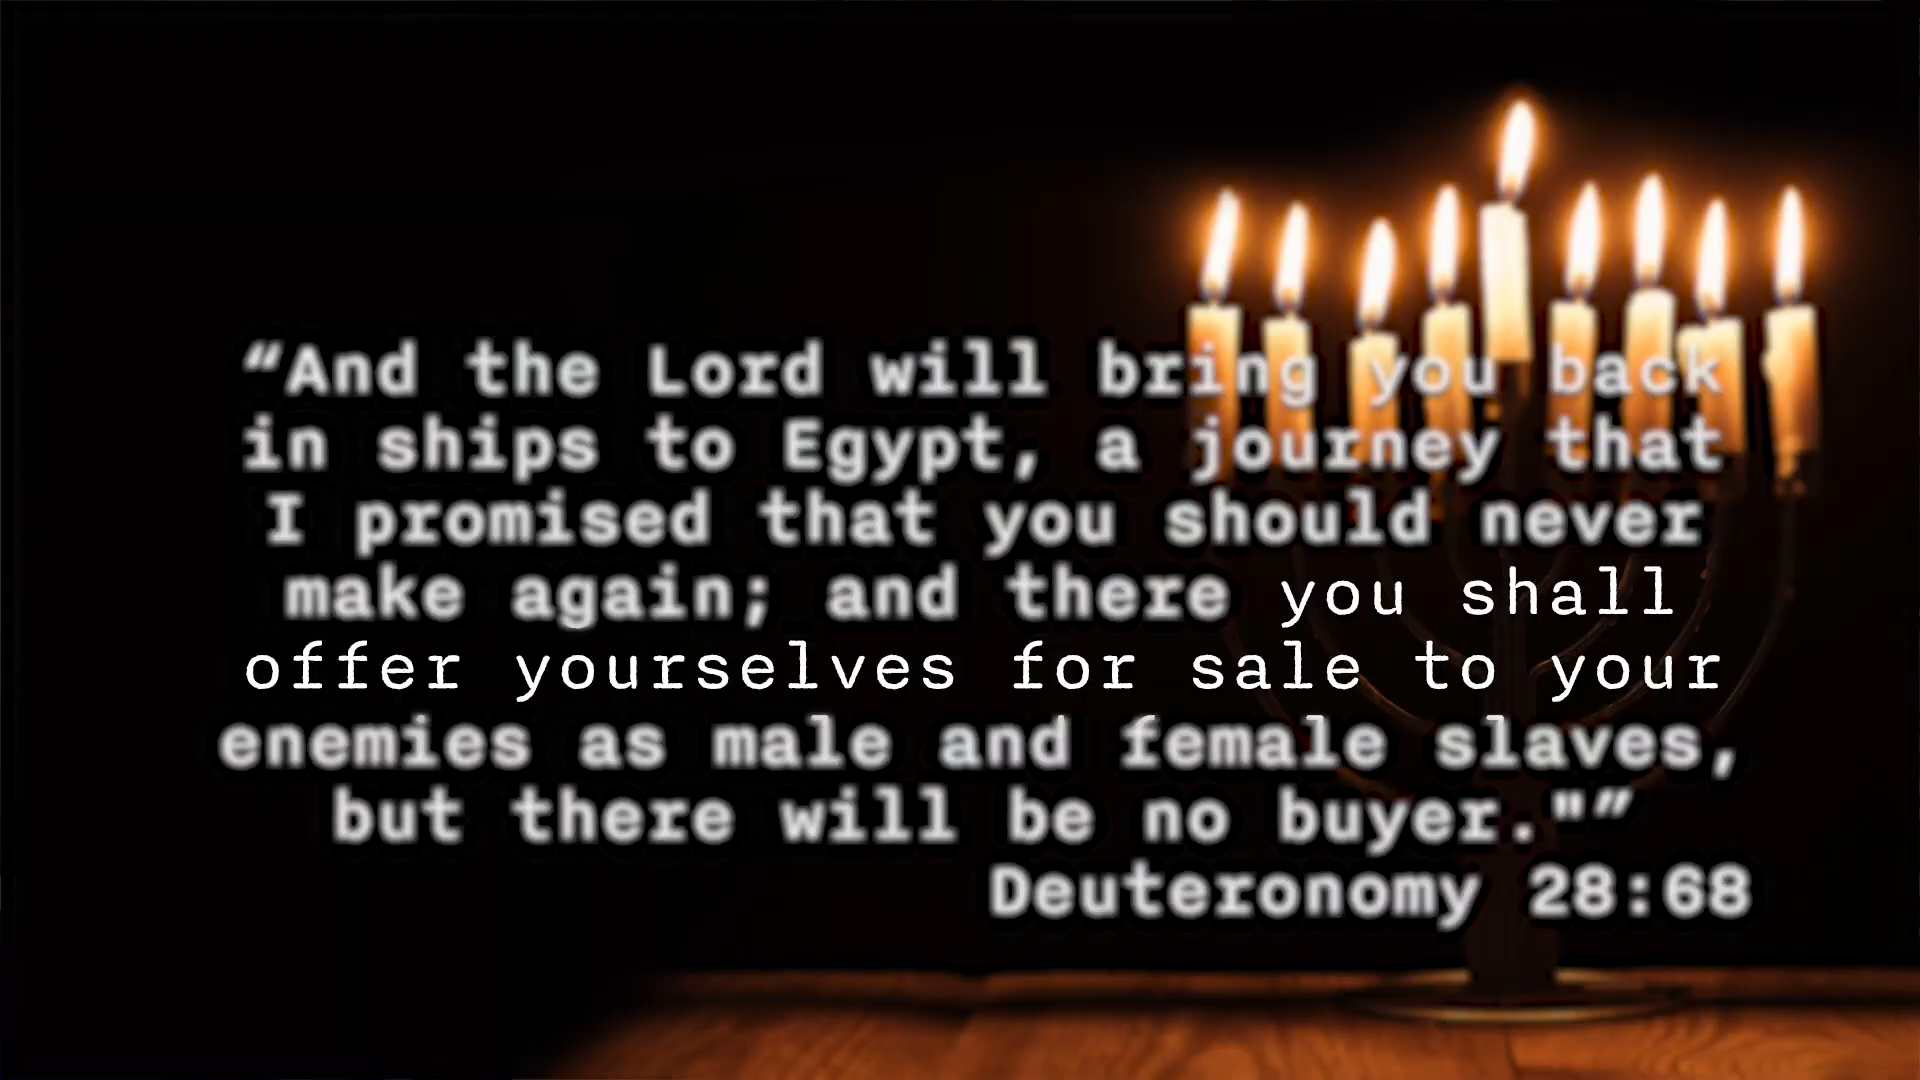 “And the Lord will bring you back
in ships to Egypt, a journey that
I promised that you should never
make again; and there you shall
offer yourselves for sale to your
enemies as male and female slaves,
but there will be no buyer."”
Deuteronomy 28:68